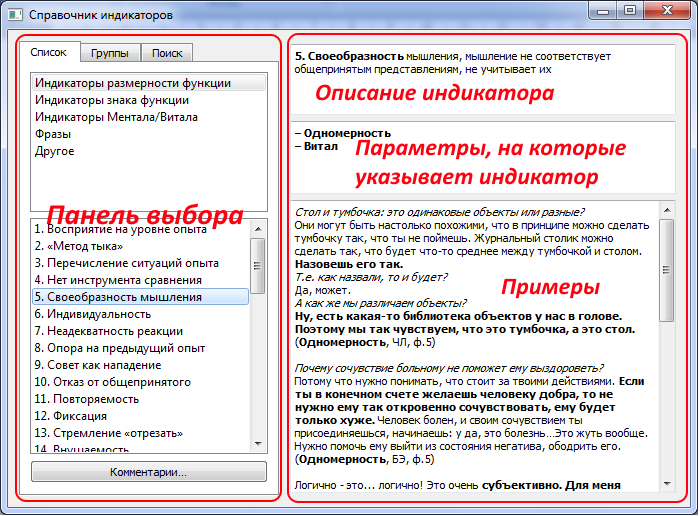 Справочник индикаторов
Список
Группы
Поиск
Индикаторы размерности функции
Индикаторы знака функции
Индикаторы Ментала/Витала
Фразы
Другое
Панель выбора
1. Восприятие на уровне опыта
2. «Метод тыка»
3. Перечисление ситуаций опыта
4. Нет инструмента сравнения
5. Своеобразность мышления
6. Индивидуальность
7. Неадекватность реакции
8. Опора на предыдущий опыт
9. Совет как нападение
10. Отказ от общепринятого
11. Повторяемость
12. Фиксация
13. Стремление «отрезать»
14. Внушаемость
Комментарии...
5. Своеобразность мышления, мышление не соответствует
общепринятым представлениям, не учитывает их
Описание индикатора
– Одномерность
– Витал
Параметры, на которые
указывает индикатор
Стол и тумбочка: это одинаковые объекты или разные?
Они могут быть настолько похожими, что в принципе можно сделать
тумбочку так, что ты не поймешь. Журнальный столик можно
сделать так, что будет что-то среднее между тумбочкой и столом.
Назовешь его так.
Т.е. как назвали, то и будет?
Да, может.
А как же мы различаем объекты?
Примеры
Ну, есть какая-то библиотека объектов у нас в голове.
Поэтому мы так чувствуем, что это тумбочка, а это стол.
(Одномерность, ЧЛ, ф.5)
Почему сочувствие больному не поможет ему выздороветь?
Потому что нужно понимать, что стоит за твоими действиями. Если
ты в конечном счете желаешь человеку добра, то не
нужно ему так откровенно сочувствовать, ему будет
только хуже. Человек болен, и своим сочувствием ты
присоединяешься, начинаешь: у да, это болезнь...Это жуть вообще.
Нужно помочь ему выйти из состояния негатива, ободрить его.
(Одномерность, БЭ, ф.5)
Логично - это... логично! Это очень субъективно. Для меня